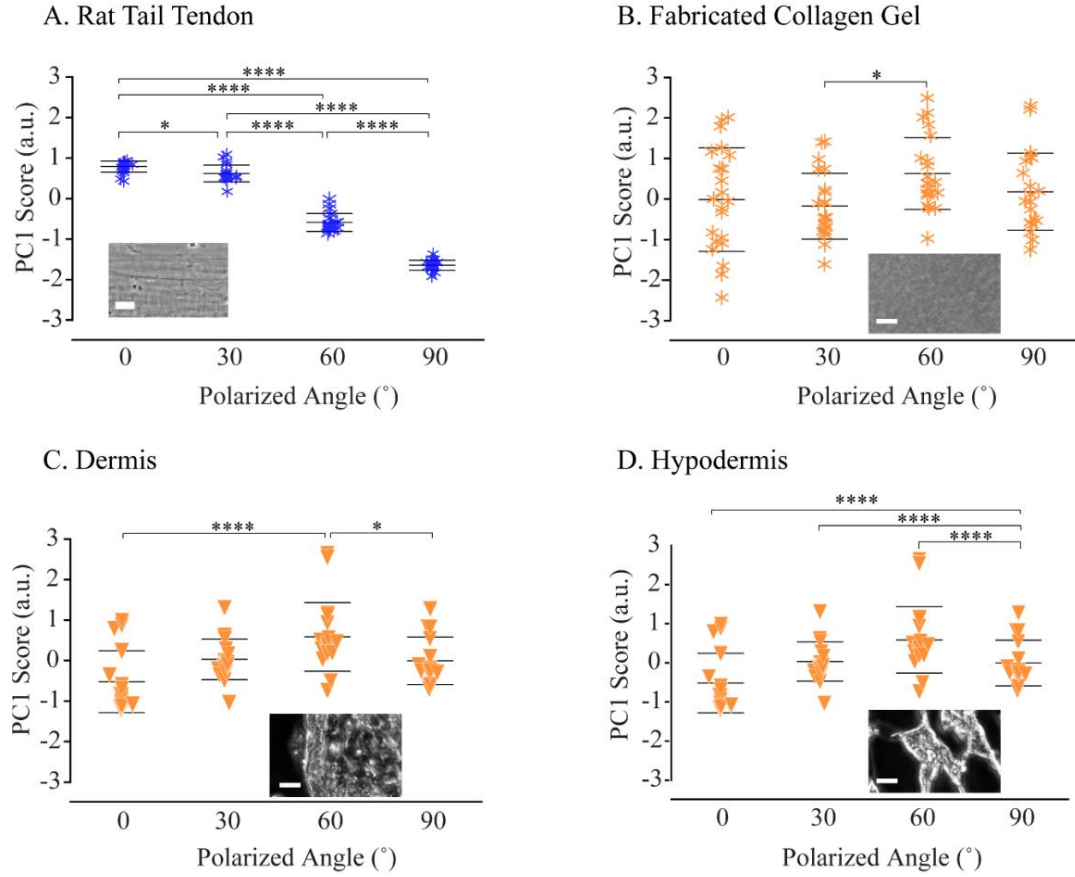 A. Rat Tail Tendon
****
****
****
*
****
****
3
2
1
0
-1
-2
-3
PC1 Score (a.u.)
0 30 60 90
Polarized Angle (°)
B. Fabricated Collagen Gel
*
3
2
1
0
-1
-2
-3
PC1 Score (a.u.)
0 30 60 90
Polarized Angle (°)
C. Dermis
****
*
3
2
1
0
-1
-2
-3
PC1 Score (a.u.)
0 30 60 90
Polarized Angle (°)
D. Hypodermis
****
****
****
3
2
1
0
-1
-2
-3
PC1 Score (a.u.)
0 30 60 90
Polarized Angle (°)